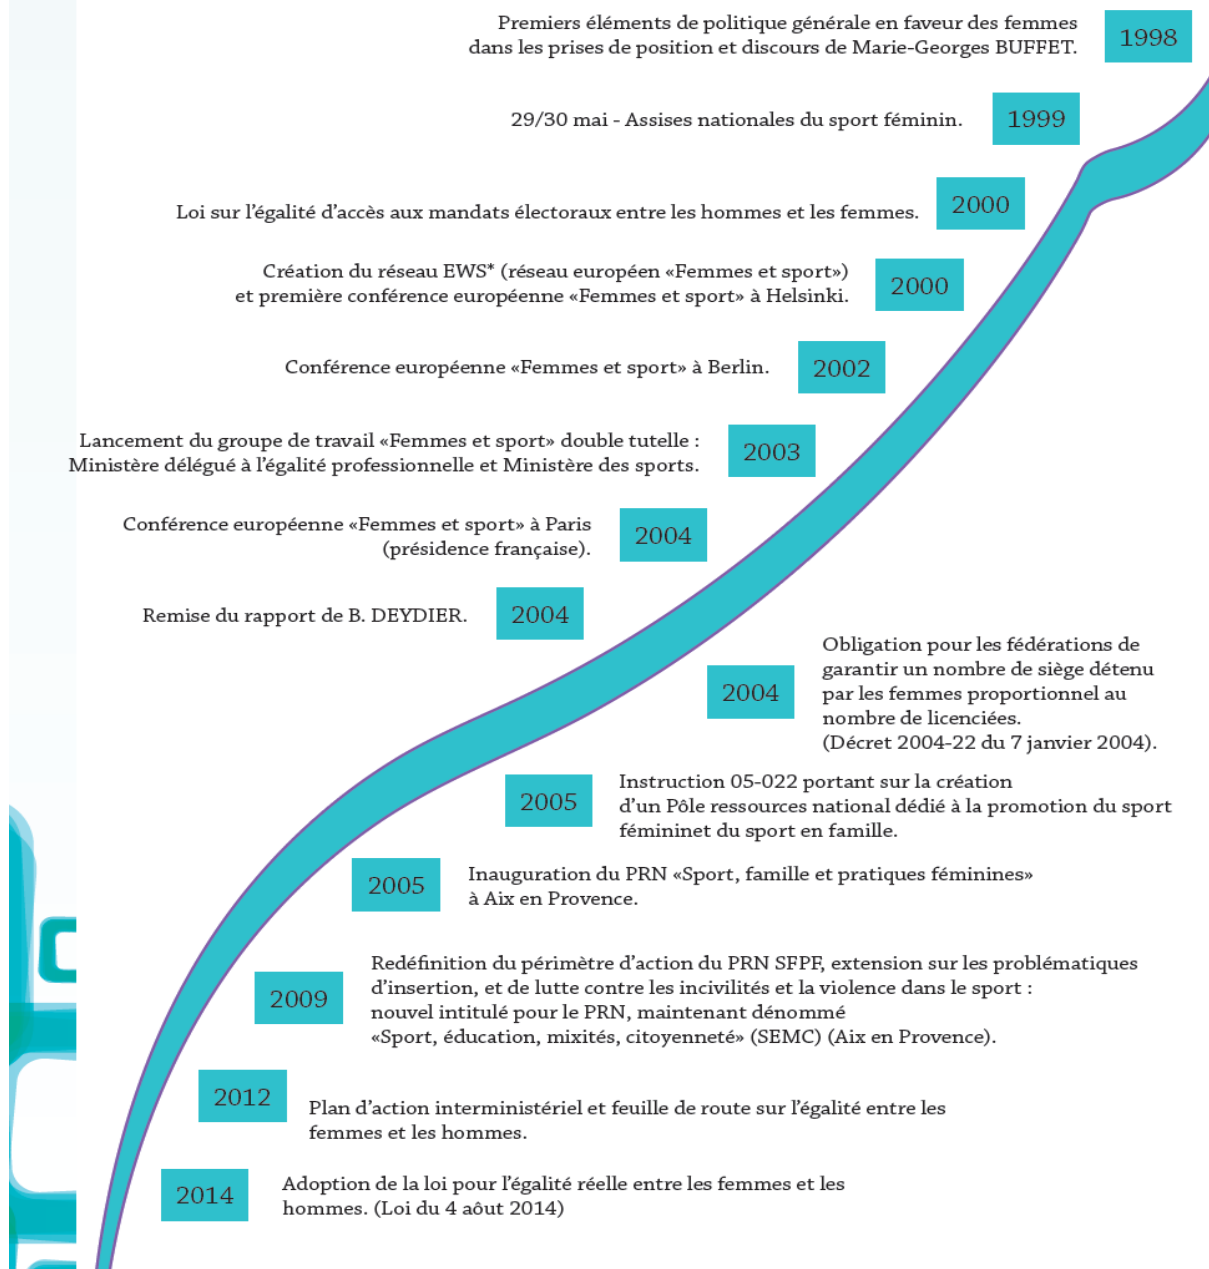 Premiers éléments de politique générale en faveur des femmes
dans les prises de position et discours de Marie-Georges BUFFET.
1998
29/30 mai - Assises nationales du sport féminin.
1999
Loi sur l’égalité d’accès aux mandats électoraux entre les hommes et les femmes.
2000
Création du réseau EWS* (réseau européen «Femmes et sport»)
et première conférence européenne «Femmes et sport» à Helsinki.
2000
Conférence européenne «Femmes et sport» à Berlin.
2002
Lancement du groupe de travail «Femmes et sport» double tutelle :
Ministère délégué à l’égalité professionnelle et Ministère des sports.
2003
Conférence européenne «Femmes et sport» à Paris
(présidence française).
2004
Remise du rapport de B. DEYDIER.
2004
2004
Obligation pour les fédérations de
garantir un nombre de siège détenu
par les femmes proportionnel au
nombre de licenciées.
(Décret 2004-22 du 7 janvier 2004).
2005
Instruction 05-022 portant sur la création
d’un Pôle ressources national dédié à la promotion du sport
fémininet du sport en famille.
2005
Inauguration du PRN «Sport, famille et pratiques féminines»
à Aix en Provence.
2009
Redéfinition du périmètre d’action du PRN SFPF, extension sur les problématiques
d’insertion, et de lutte contre les incivilités et la violence dans le sport :
nouvel intitulé pour le PRN, maintenant dénommé
«Sport, éducation, mixités, citoyenneté» (SEMC) (Aix en Provence).
2012
Plan d’action interministériel et feuille de route sur l’égalité entre les
femmes et les hommes.
2014
Adoption de la loi pour l’égalité réelle entre les femmes et les
hommes. (Loi du 4 aôut 2014)